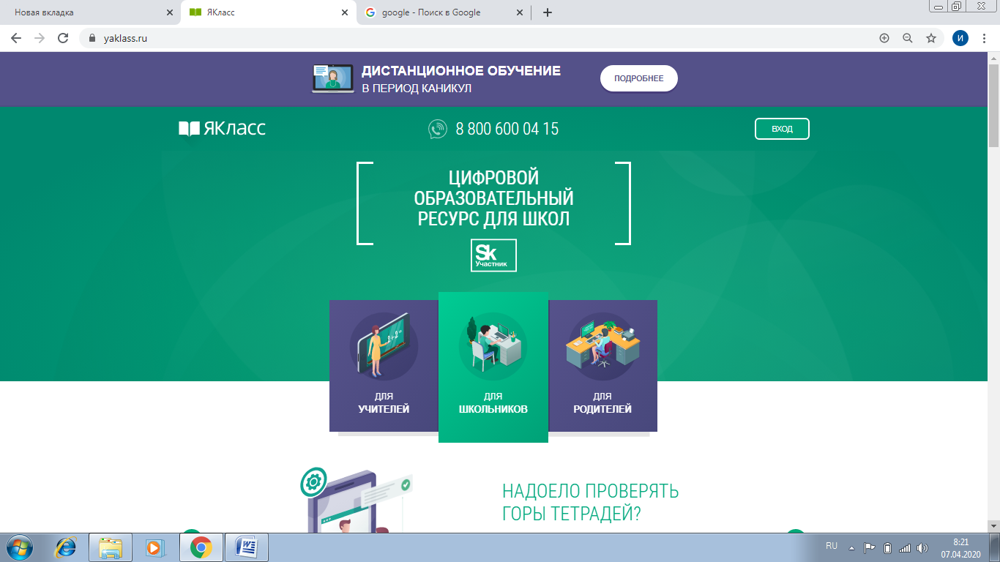 Новая вкладка
ЯКласс
google - Поиск в Google
yaklass.ru
И
ДИСТАНЦИОННОЕ ОБУЧЕНИЕ
В ПЕРИОД КАНИКУЛ
ПОДРОБНЕЕ
ЯКласс
8 800 600 04 15
ВХОД
ЦИФРОВОЙ
ОБРАЗОВАТЕЛЬНЫЙ
РЕСУРС ДЛЯ ШКОЛ
Sk
Участник
ДЛЯ
УЧИТЕЛЕЙ
ДЛЯ
ШКОЛЬНИКОВ
ДЛЯ
РОДИТЕЛЕЙ
НАДОЕЛО ПРОВЕРЯТЬ
ГОРЫ ТЕТРАДЕЙ?
RU
8:21
07.04.2020